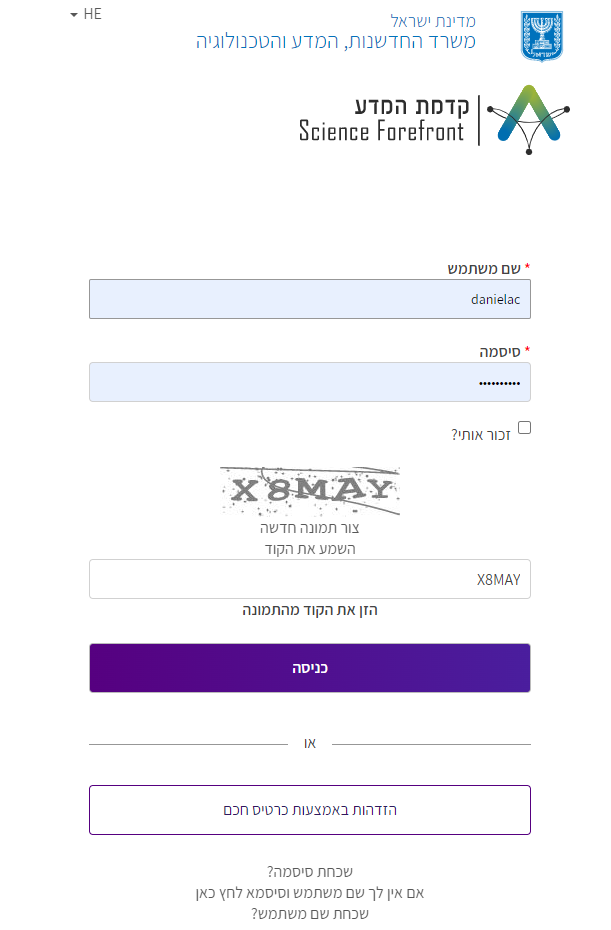 HE
מדינת ישראל
משרד החדשנות, המדע והטכנולוגיה
קדמת המדע
Science Forefront
* שם משתמש
danielac
* סיסמה
••••••••••
זכור אותי?
X8MAY
צור תמונה חדשה
השמע את הקוד
X8MAY
הזן את הקוד מהתמונה
כניסה
או
הזדהות באמצעות כרטיס חכם
שכחת סיסמה?
אם אין לך שם משתמש וסיסמא לחץ כאן
שכחת שם משתמש?